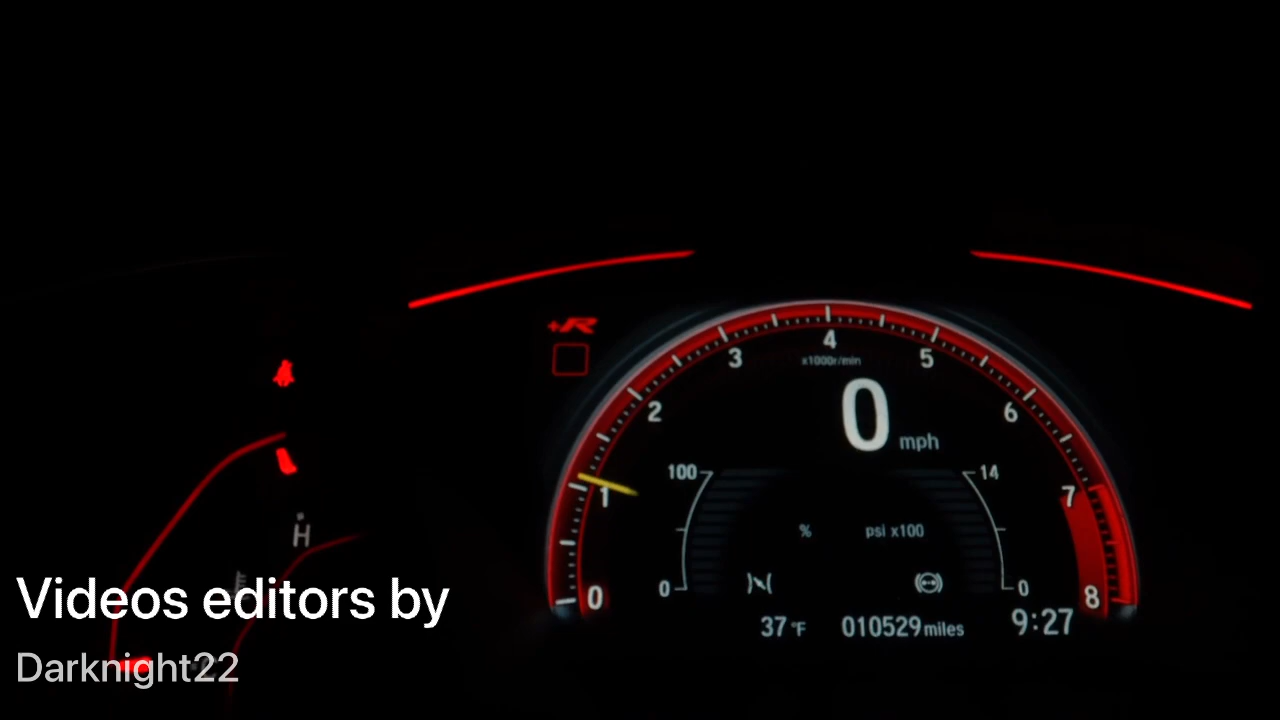 +R
4
3
5
x1000r/min
2
6
0 mph
100
14
1
7
% psi x100
H
0
0
0
8
37 °F 010529 miles 9:27
Videos editors by
Darknight22